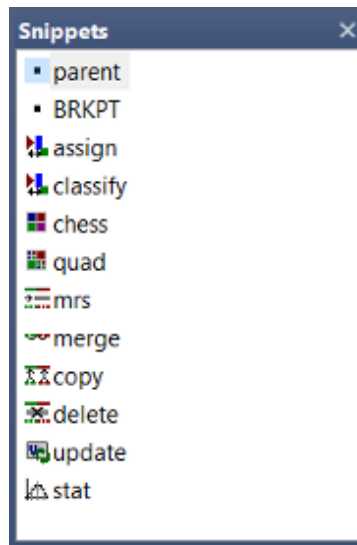 Snippets
parent
BRKPT
assign
classify
chess
quad
mrs
merge
copy
delete
update
stat